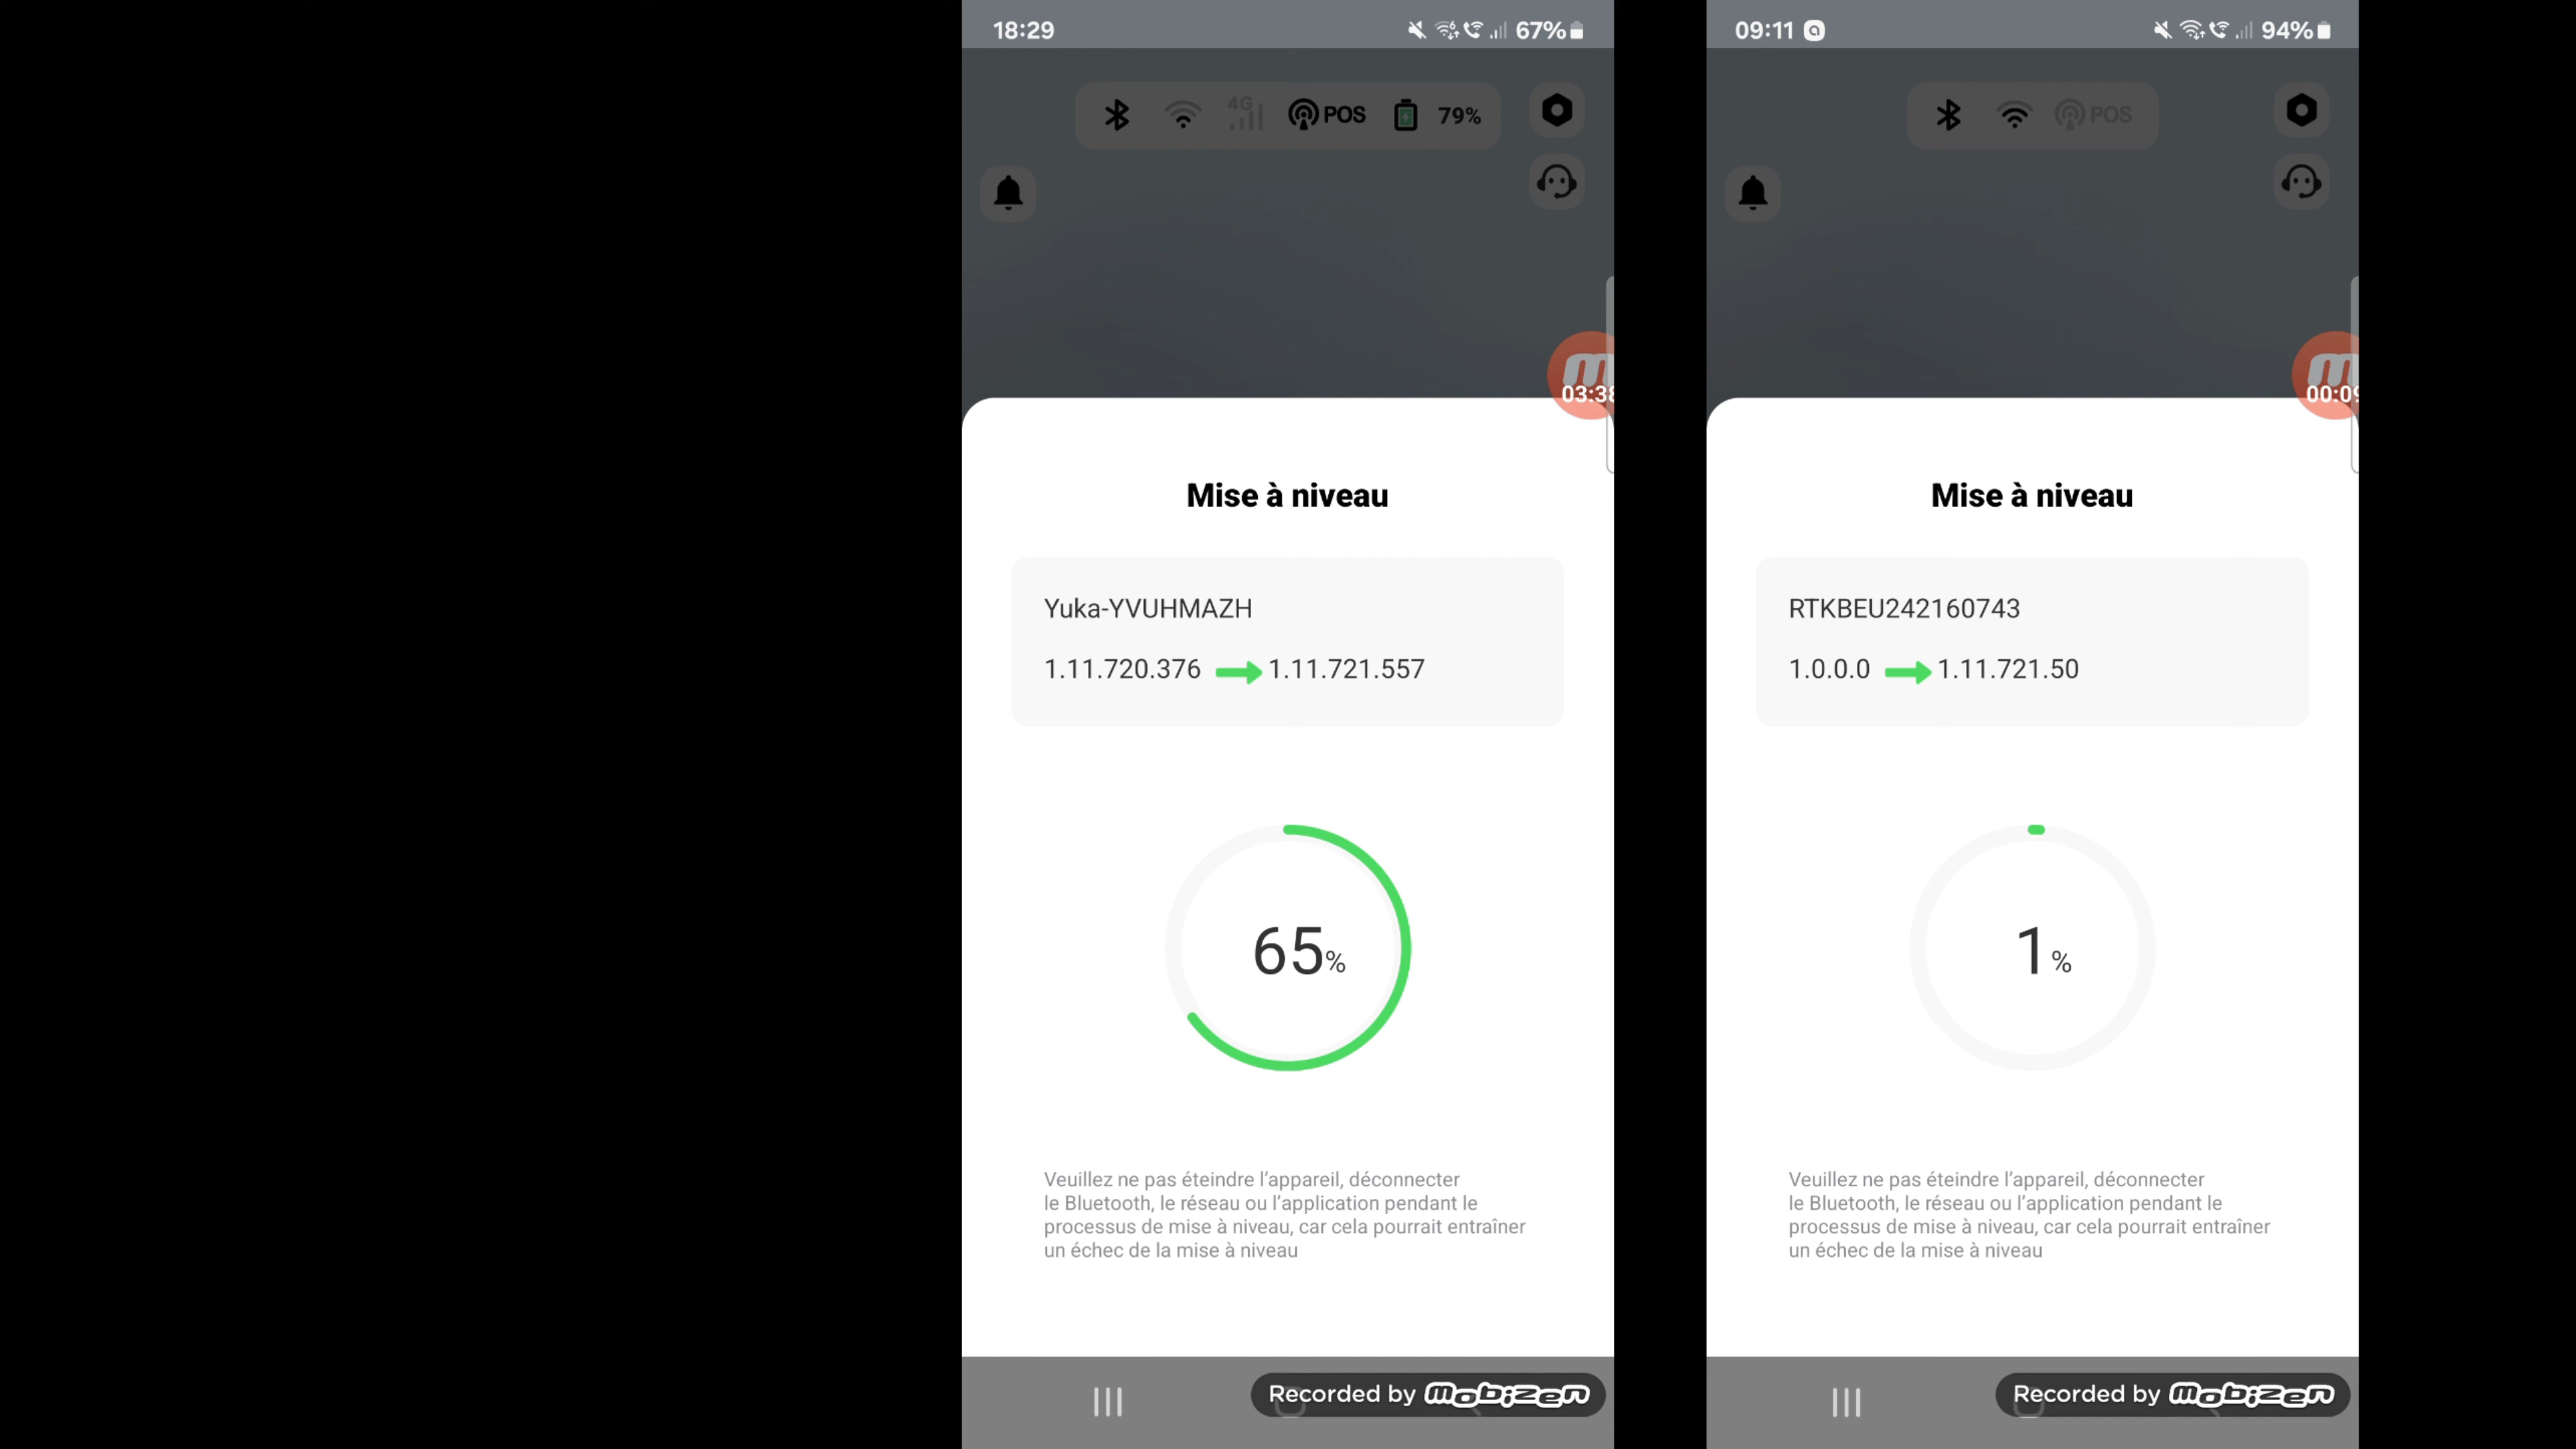 18:29
67%
4G
POS
79%
03:38
Mise à niveau
Yuka-YVUHMAZH
1.11.720.376
1.11.721.557
65%
Veuillez ne pas éteindre l’appareil, déconnecter
le Bluetooth, le réseau ou l’application pendant le
processus de mise à niveau, car cela pourrait entraîner
un échec de la mise à niveau
Recorded by mobizen
09:11
94%
POS
00:09
Mise à niveau
RTKBEU242160743
1.0.0.0
1.11.721.50
1%
Veuillez ne pas éteindre l’appareil, déconnecter
le Bluetooth, le réseau ou l’application pendant le
processus de mise à niveau, car cela pourrait entraîner
un échec de la mise à niveau
Recorded by mobizen